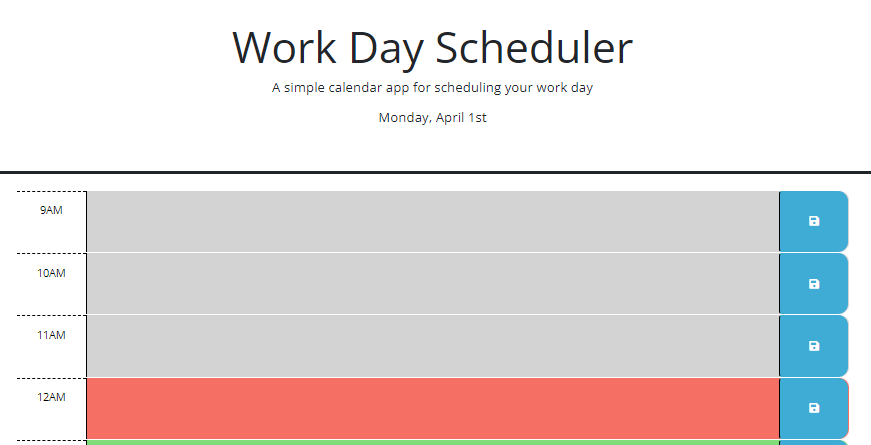 Work Day Scheduler
A simple calendar app for scheduling your work day
Monday, April 1st
9AM
10AM
11AM
12AM